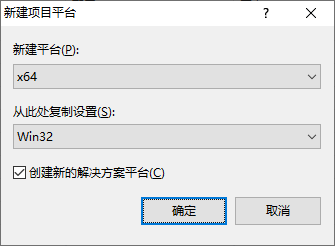 新建项目平台
新建平台(P):
x64
从此处复制设置(S):
Win32
创建新的解决方案平台(C)
确定
取消